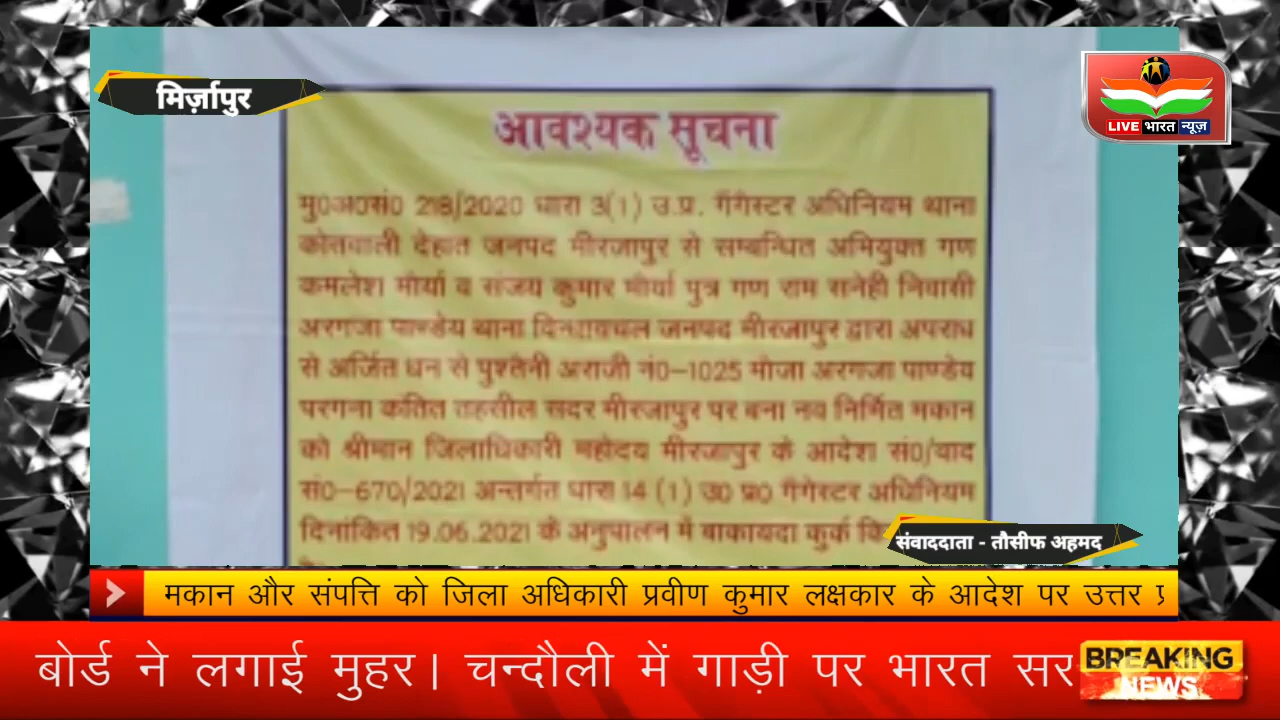 मिर्ज़ापुर
LIVE भारत न्यूज़
आवश्यक सूचना
मु0अ0सं0 218/2020 धारा 3(1) उ.प्र. गैंगेस्टर अधिनियम थाना
कोतवाली देहात जनपद मीरजापुर से सम्बन्धित अभियुक्त गण
कमलेश मौर्या व संजय कुमार मौर्या पुत्र गण राम सनेही निवासी
अरगजा पाण्डेय थाना विन्ध्याचल जनपद मीरजापुर द्वारा अपराध
से अर्जित धन से पुश्तैनी अराजी नं0-1025 मौजा अरगजा पाण्डेय
परगना कंतित तहसील सदर मीरजापुर पर बना नव निर्मित मकान
को श्रीमान जिलाधिकारी महोदय मीरजापुर के आदेश सं0/वाद
सं0-670/2021 अन्तर्गत धारा 14 (1) उ0 प्र0 गैंगेस्टर अधिनियम
दिनांकित 19.06.2021 के अनुपालन में बाकायदा कुर्क
संवाददाता - तौसीफ अहमद
मकान और संपत्ति को जिला अधिकारी प्रवीण कुमार लक्षकार के आदेश पर उत्तर
बोर्ड ने लगाई मुहर। चन्दौली में गाड़ी पर भारत सर
BREAKING
NEWS